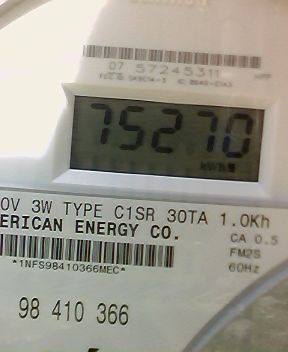 07 57245311
75270
kWh
0V 3W TYPE C1SR 30TA 1.0Kh
ERICAN ENERGY CO.
CA 0.5
FM2S
*1NFS98410366MEC*
60Hz
98 410 366